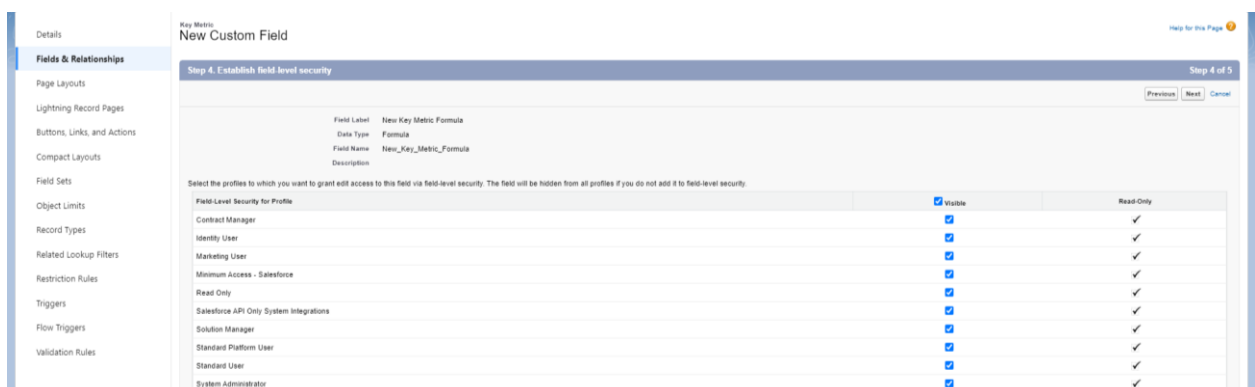 Details
Fields & Relationships
Page Layouts
Lightning Record Pages
Buttons, Links, and Actions
Compact Layouts
Field Sets
Object Limits
Record Types
Related Lookup Filters
Restriction Rules
Triggers
Flow Triggers
Validation Rules
Key Metric
New Custom Field
Help for this Page
Step 4. Establish field-level security
Step 4 of 5
Previous Next Cancel
Field Label New Key Metric Formula
Data Type Formula
Field Name New_Key_Metric_Formula
Description
Select the profiles to which you want to grant edit access to this field via field-level security. The field will be hidden from all profiles if you do not add it to field-level security.
Field-Level Security for Profile Visible Read-Only
Contract Manager
Identity User
Marketing User
Minimum Access - Salesforce
Read Only
Salesforce API Only System Integrations
Solution Manager
Standard Platform User
Standard User
System Administrator